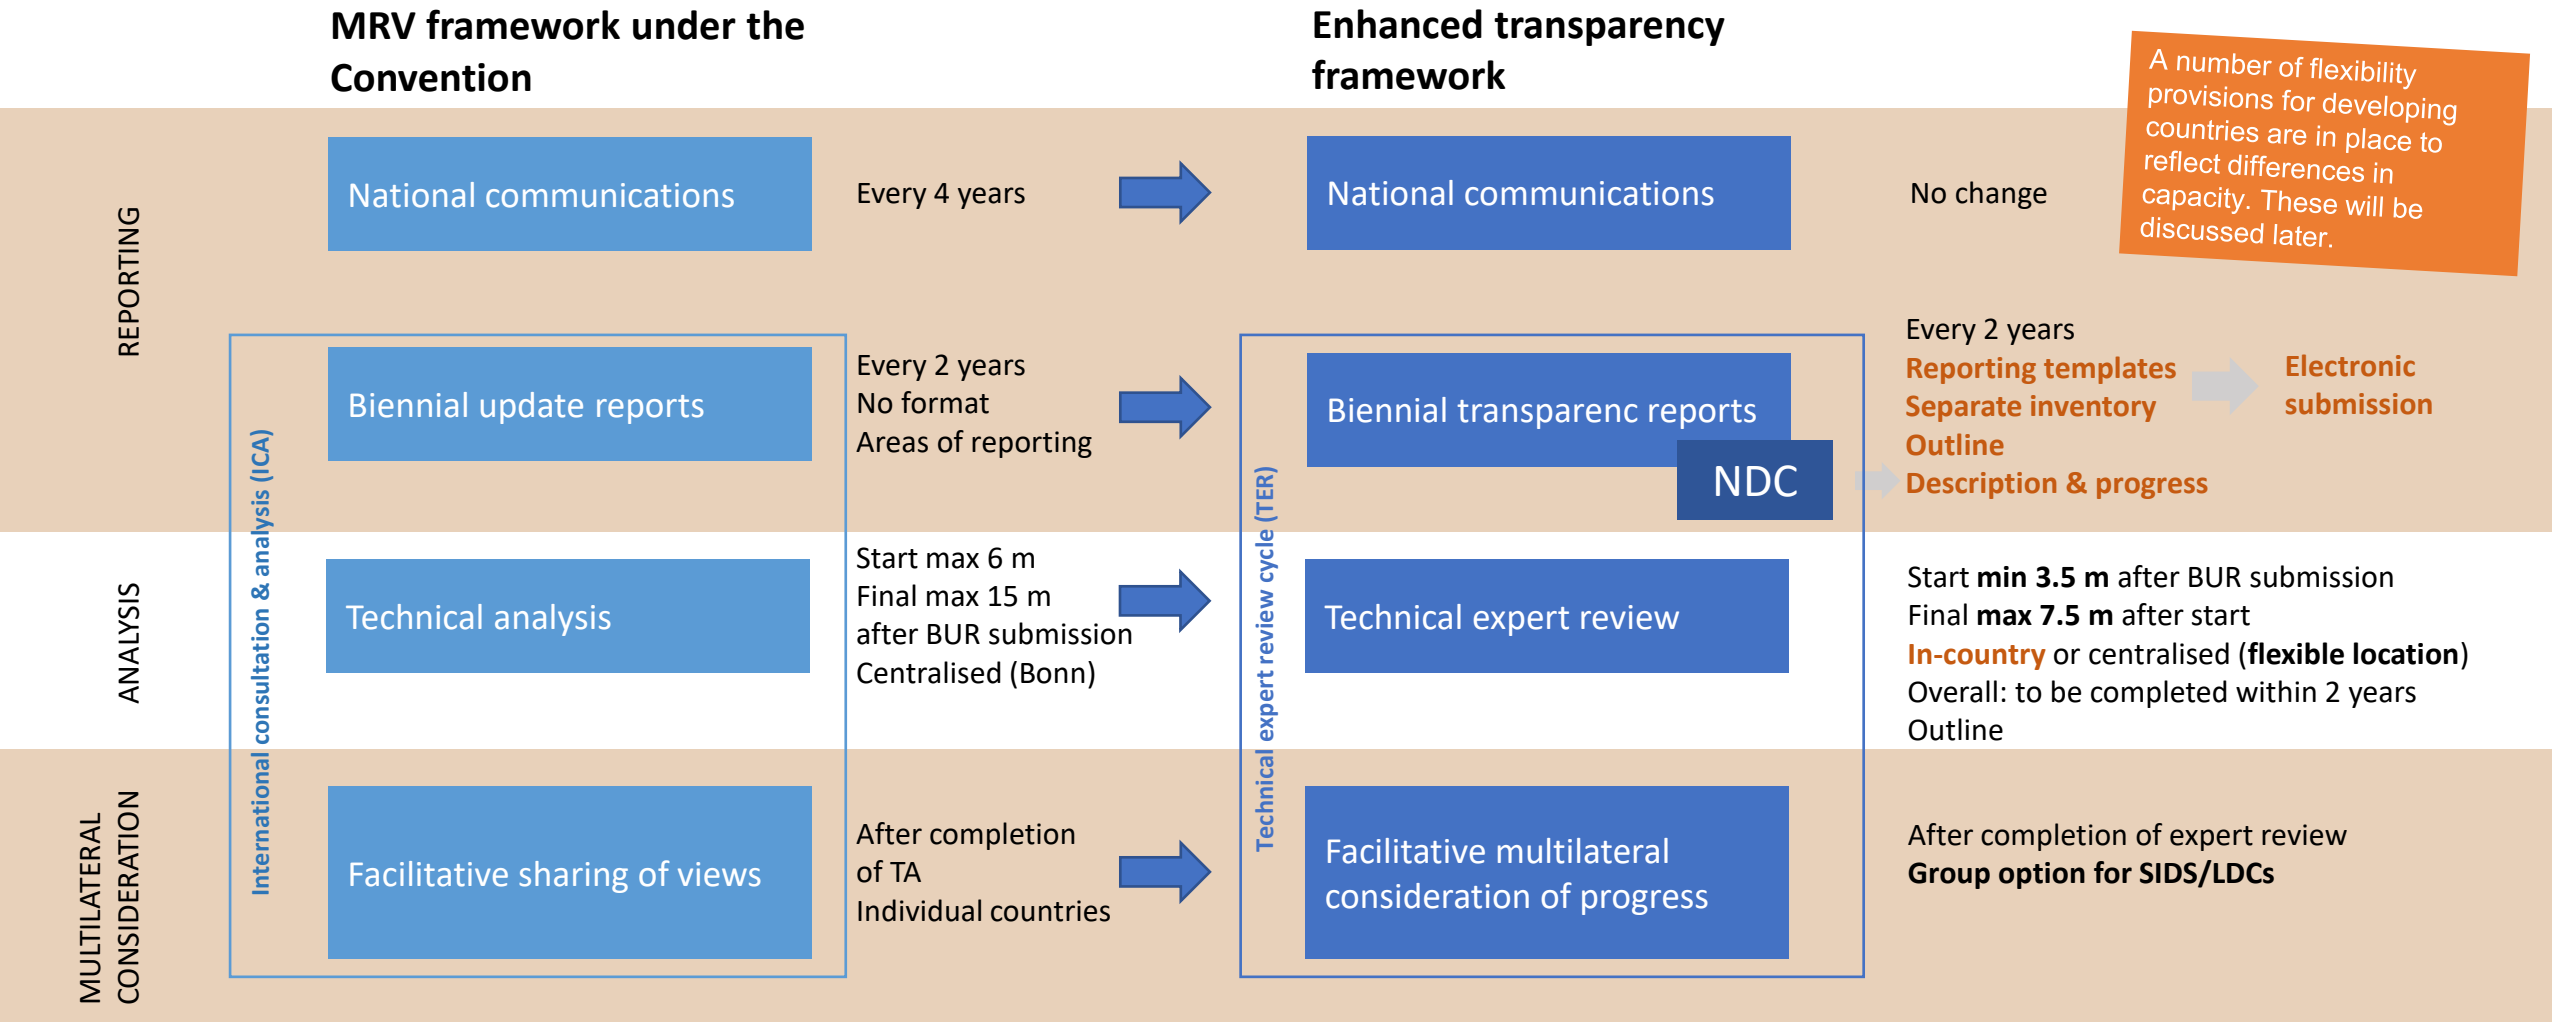 MRV framework under the
Convention
Enhanced transparency
framework
A number of flexibility
provisions for developing
countries are in place to
reflect differences in
capacity. These will be
discussed later.
REPORTING
National communications
Every 4 years
National communications
No change
International consultation & analysis (ICA)
Biennial update reports
Every 2 years
No format
Areas of reporting
Technical expert review cycle (TER)
Biennial transparenc reports
NDC
Every 2 years
Reporting templates
Separate inventory
Outline
Description & progress
Electronic
submission
ANALYSIS
Technical analysis
Start max 6 m
Final max 15 m
after BUR submission
Centralised (Bonn)
Technical expert review
Start min 3.5 m after BUR submission
Final max 7.5 m after start
In-country or centralised (flexible location)
Overall: to be completed within 2 years
Outline
MULTILATERAL
CONSIDERATION
Facilitative sharing of views
After completion
of TA
Individual countries
Facilitative multilateral
consideration of progress
After completion of expert review
Group option for SIDS/LDCs